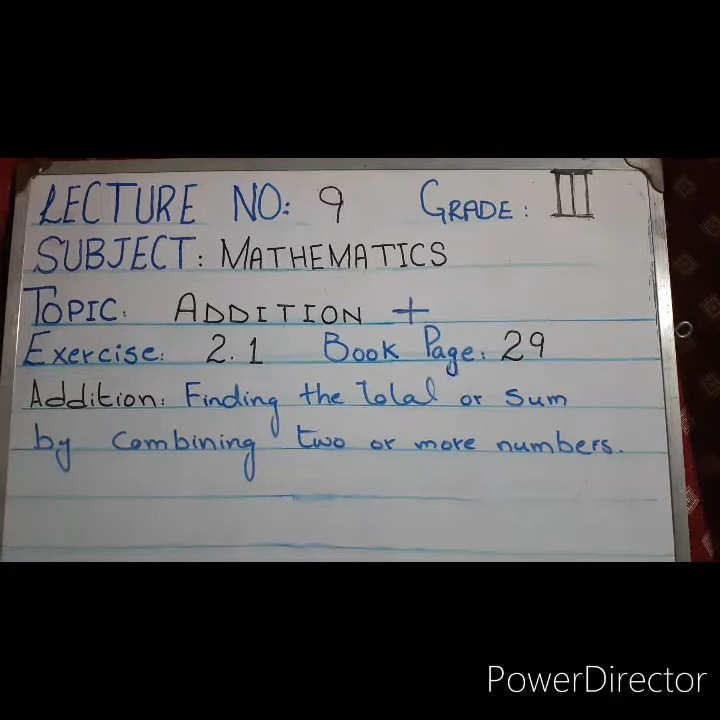 LECTURE NO: 9 GRADE: III
SUBJECT: MATHEMATICS
TOPIC: ADDITION +
Exercise: 2.1 Book Page: 29
Addition: Finding the Total or sum
by combining two or more numbers.
PowerDirector